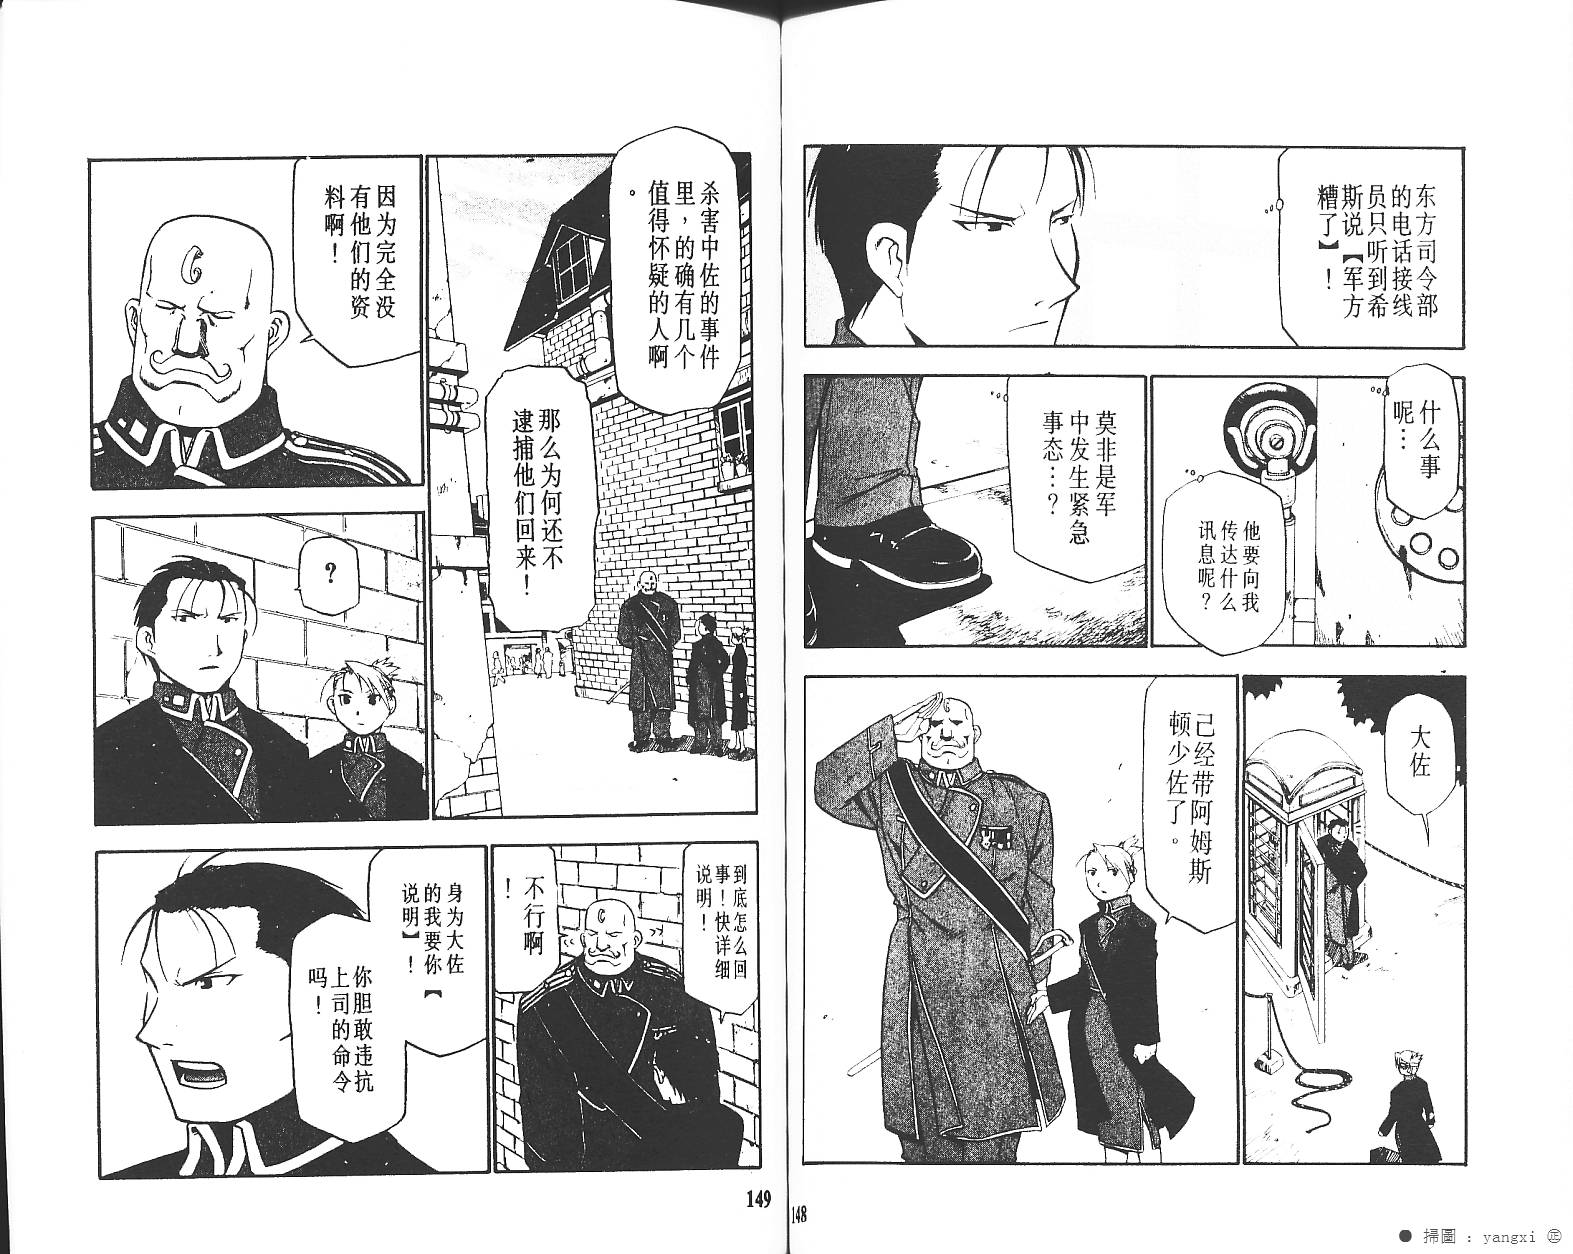 东方司令部
的电话接线
员只听到希
斯说【军方
糟了】！
什么事
呢…
他要向我
传达什么
讯息呢？
莫非是军
中发生紧急
事态…？
大佐
己经带阿姆斯
顿少佐了。
148
杀害中佐的事件
里，的确有几个
值得怀疑的人啊
。
那么为何还不
逮捕他们回来！
因为完全没
有他们的资
料啊！
？
到底怎么回
事！快详细
说明！
不行啊
！
身为大佐
的我要你【
说明】！
你胆敢违抗
上司的命令
吗！
149
● 掃圖 : yangxi ㊣